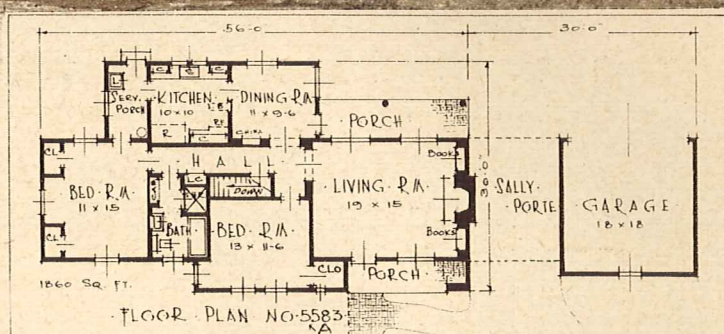 56-0
30-0"
L
C
C
SERV. PORCH
KITCHEN
10 x 10
DINING RM
11 x 9-6
R
C
CHINA
PORCH
CL
HALL
BOOKS
BED. RM.
11 x 15
LC
DOWN
LIVING. RM.
19 x 15
SALLY.
PORTE
GARAGE
18 x 18
CL
BATH
BED. RM.
13 x 11-6
BOOKS
CLO
PORCH
1860 SQ. FT.
FLOOR PLAN NO. 5583-
A